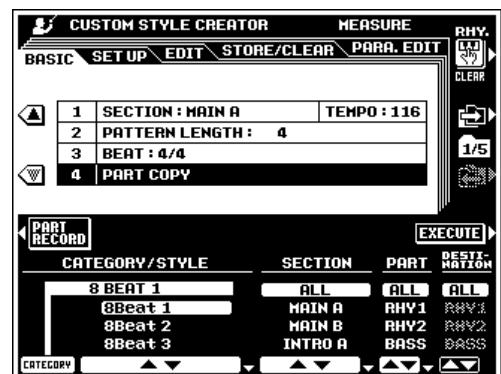 CUSTOM STYLE CREATOR MEASURE RHY.
BASIC SET UP EDIT STORE/CLEAR PARA. EDIT
CLEAR
1 SECTION : MAIN A TEMPO : 116
2 PATTERN LENGTH : 4
3 BEAT : 4/4
1/5
4 PART COPY
PART RECORD EXECUTE
CATEGORY/STYLE SECTION PART DESTI-NATION
8 BEAT 1 ALL ALL ALL
8Beat 1 MAIN A RHY1 RHY1
8Beat 2 MAIN B RHY2 RHY2
8Beat 3 INTRO A BASS BASS
CATEGORY